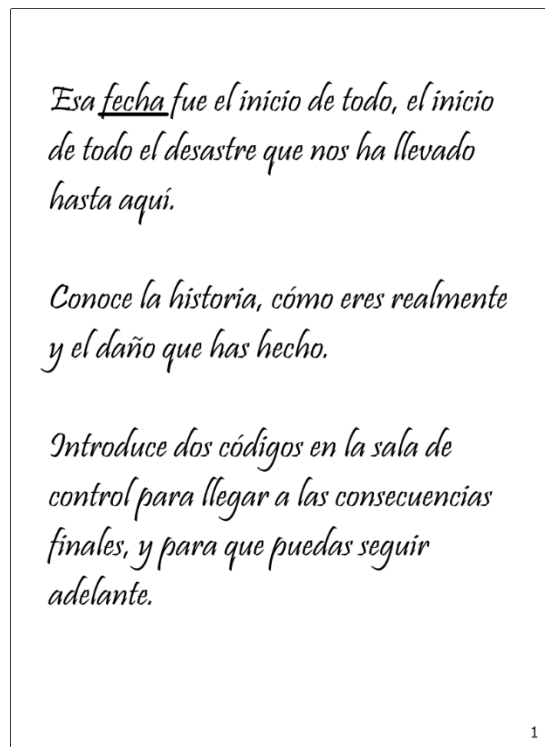 Esa fecha fue el inicio de todo, el inicio
de todo el desastre que nos ha llevado
hasta aquí.
Conoce la historia, cómo eres realmente
y el daño que has hecho.
Introduce dos códigos en la sala de
control para llegar a las consecuencias
finales, y para que puedas seguir
adelante.
1